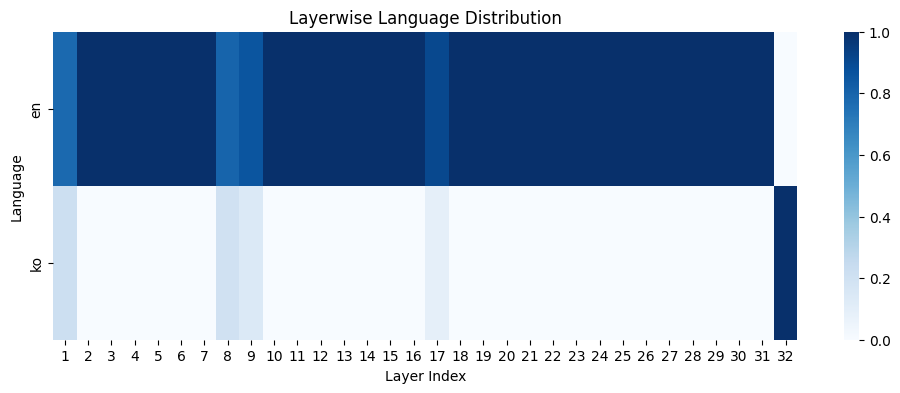 Layerwise Language Distribution
Language
en
ko
1 2 3 4 5 6 7 8 9 10 11 12 13 14 15 16 17 18 19 20 21 22 23 24 25 26 27 28 29 30 31 32
Layer Index
1.0
0.8
0.6
0.4
0.2
0.0